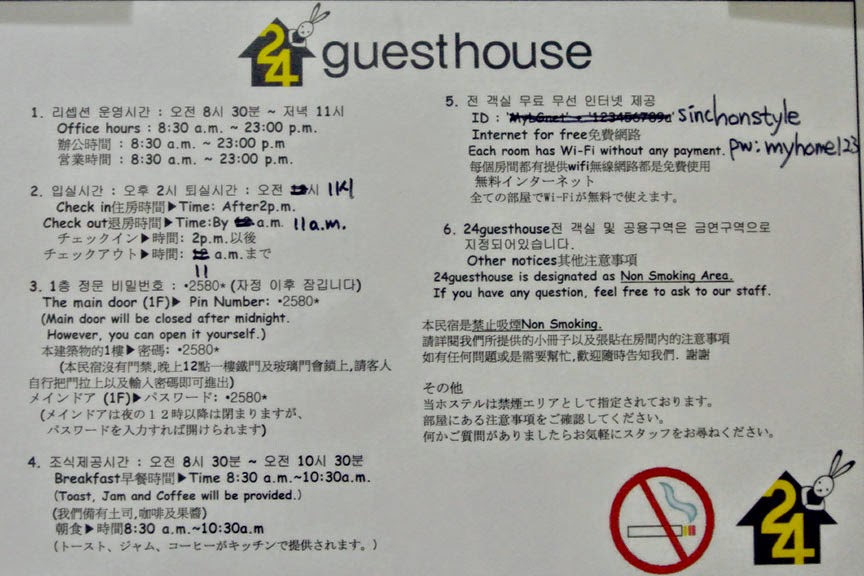 24 guesthouse
1. 리셉션 운영시간 : 오전 8시 30분 ~ 저녁 11시
Office hours : 8:30 a.m. ~ 23:00 p.m.
辦公時間 : 8:30 a.m. ~ 23:00 p.m.
営業時間 : 8:30 a.m. ~ 23:00 p.m.
2. 입실시간 : 오후 2시 퇴실시간 : 오전 시 11시
Check in住房時間▶Time: After2p.m.
Check out退房時間▶Time:By a.m. 11a.m.
チェックイン▶時間: 2p.m.以後
チェックアウト▶時間: 12 a.m.まで
11
3. 1층 정문 비밀번호 : •2580* (자정 이후 잠깁니다)
The main door (1F)▶ Pin Number: •2580*
(Main door will be closed after midnight.
However, you can open it yourself.)
本建築物的1樓▶密碼: •2580*
(本民宿沒有門禁,晚上12點一樓鐵門及玻璃門會鎖上,請客人
自行把門拉上以及輸入密碼即可進出)
メインドア (1F)▶パスワード: •2580*
(メインドアは夜の12時以降は閉まりますが、
パスワードを入力すれば開けられます)
4. 조식제공시간 : 오전 8시 30분 ~ 오전 10시 30분
Breakfast早餐時間▶Time 8:30 a.m.~10:30a.m.
(Toast, Jam and Coffee will be provided.)
(我們備有土司,咖啡及果醬)
朝食▶時間8:30 a.m.~10:30a.m
(トースト、ジャム、コーヒーがキッチンで提供されます。)
5. 전 객실 무료 무선 인터넷 제공
ID : sinchonstyle
Internet for free免費網路
Each room has Wi-Fi without any payment. pw: myhome123
每個房間都有提供wifi無線網路都是免費使用
無料インターネット
全ての部屋でWi-Fiが無料で使えます。
6. 24guesthouse전 객실 및 공용구역은 금연구역으로
지정되어있습니다.
Other notices其他注意事項
24guesthouse is designated as Non Smoking Area.
If you have any question, feel free to ask to our staff.
本民宿是禁止吸煙Non Smoking.
請詳閱我們所提供的小冊子以及張貼在房間內的注意事項
如有任何問題或是需要幫忙,歡迎隨時告知我們. 謝謝
その他
当ホステルは禁煙エリアとして指定されております。
部屋にある注意事項をご確認してください。
何かご質問がありましたらお気軽にスタッフをお尋ねください。
24